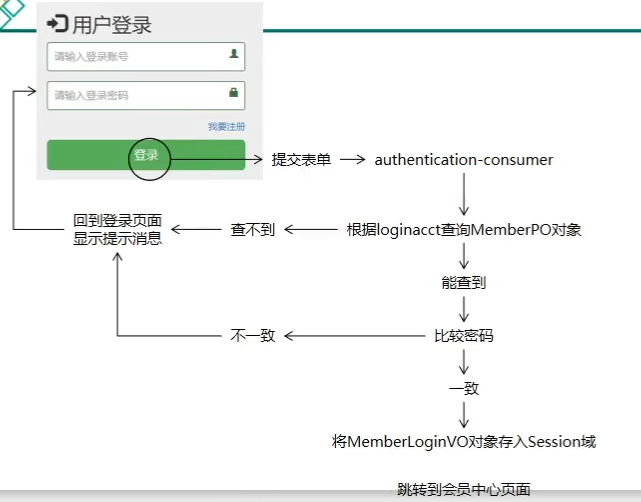 用户登录
请输入登录账号
请输入登录密码
我要注册
登录
提交表单
authentication-consumer
回到登录页面
显示提示消息
查不到
根据loginacct查询MemberPO对象
能查到
不一致
比较密码
一致
将MemberLoginVO对象存入Session域
跳转到会员中心页面